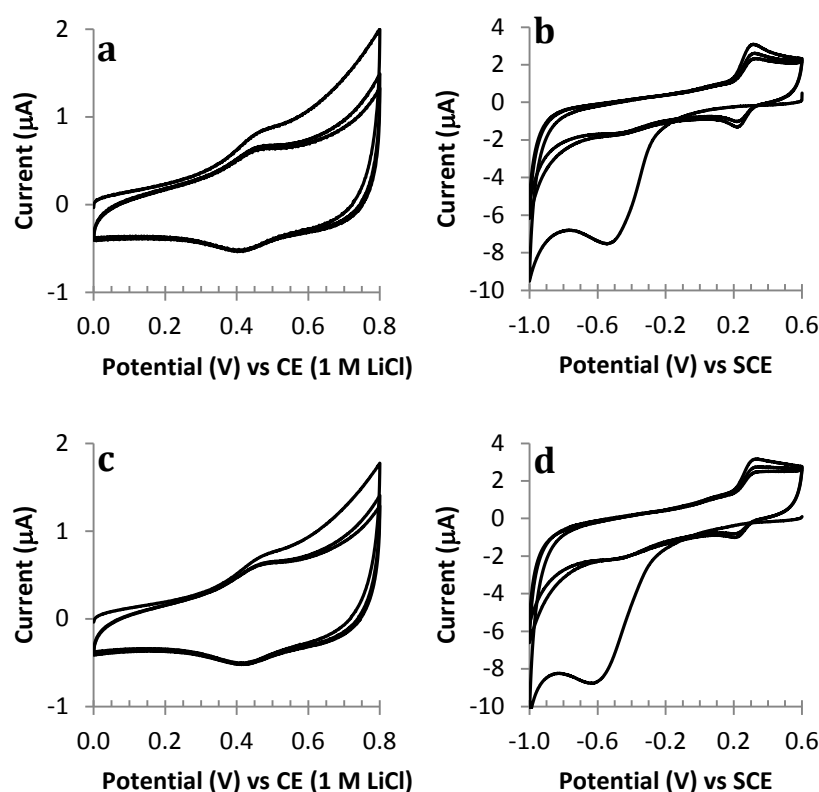 a
2
1
0
-1
Current (µA)
0.0 0.2 0.4 0.6 0.8
Potential (V) vs CE (1 M LiCl)
b
4
2
0
-2
-4
-6
-8
-10
Current (µA)
-1.0 -0.6 -0.2 0.2 0.6
Potential (V) vs SCE
c
2
1
0
-1
Current (µA)
0.0 0.2 0.4 0.6 0.8
Potential (V) vs CE (1 M LiCl)
d
4
2
0
-2
-4
-6
-8
-10
Current (µA)
-1.0 -0.6 -0.2 0.2 0.6
Potential (V) vs SCE